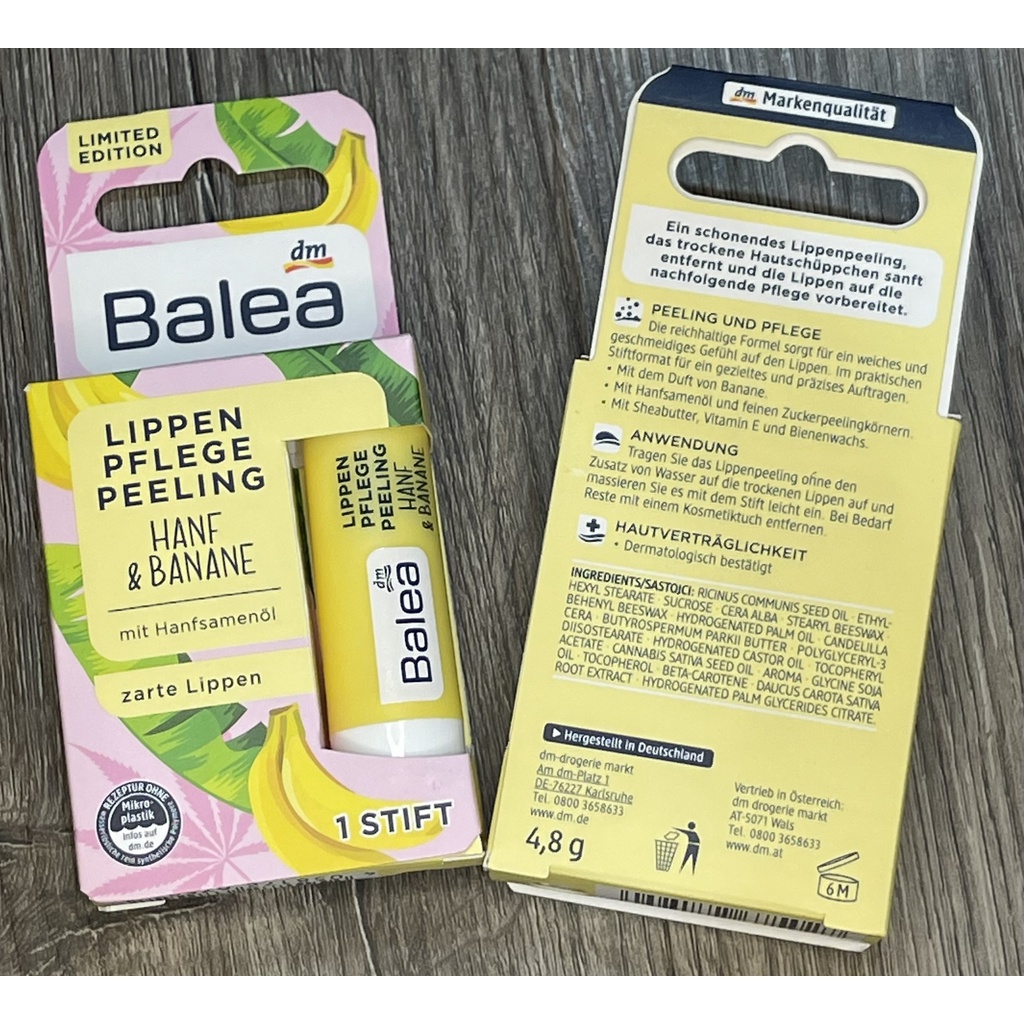 LIMITED
EDITION
dm
Balea
LIPPEN
PFLEGE
PEELING
HANF
& BANANE
mit Hanfsamenöl
zarte Lippen
LIPPEN
PFLEGE
PEELING
HANF
& BANANE
dm
Balea
REZEPTUR OHNE
Mikro-
plastik
Infos auf
dm.de
1 STIFT
dm Markenqualität
Ein schonendes Lippenpeeling,
das trockene Hautschüppchen sanft
entfernt und die Lippen auf die
nachfolgende Pflege vorbereitet.
PEELING UND PFLEGE
Die reichhaltige Formel sorgt für ein weiches und
geschmeidiges Gefühl auf den Lippen. Im praktischen
Stiftformat für ein gezieltes und präzises Auftragen.
• Mit dem Duft von Banane.
• Mit Hanfsamenöl und feinen Zuckerpeelingkörnern.
• Mit Sheabutter, Vitamin E und Bienenwachs.
ANWENDUNG
Tragen Sie das Lippenpeeling ohne den
Zusatz von Wasser auf die trockenen Lippen auf und
massieren Sie es mit dem Stift leicht ein. Bei Bedarf
Reste mit einem Kosmetiktuch entfernen.
HAUTVERTRÄGLICHKEIT
• Dermatologisch bestätigt
INGREDIENTS/SASTOJCI: RICINUS COMMUNIS SEED OIL · ETHYL-
HEXYL STEARATE · SUCROSE · CERA ALBA · STEARYL BEESWAX ·
BEHENYL BEESWAX · HYDROGENATED PALM OIL · CANDELILLA
CERA · BUTYROSPERMUM PARKII BUTTER · POLYGLYCERYL-3
DIISOSTEARATE · HYDROGENATED CASTOR OIL · TOCOPHERYL
ACETATE · CANNABIS SATIVA SEED OIL · AROMA · GLYCINE SOJA
OIL · TOCOPHEROL · BETA-CAROTENE · DAUCUS CAROTA SATIVA
ROOT EXTRACT · HYDROGENATED PALM GLYCERIDES CITRATE.
Hergestellt in Deutschland
dm-drogerie markt
Am dm-Platz 1
DE-76227 Karlsruhe
Tel. 0800 3658633
www.dm.de
4,8 g
Vertrieb in Österreich:
dm drogerie markt
AT-5071 Wals
Tel. 0800 3658633
www.dm.at
6M